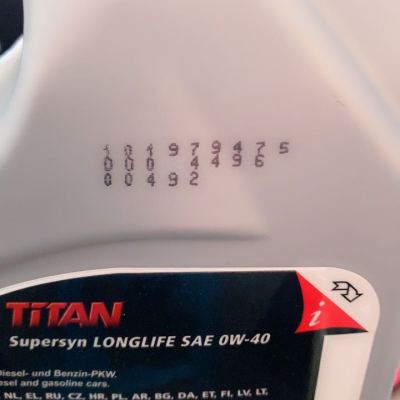 104979475
000 4496
00492
TITAN
Supersyn LONGLIFE SAE 0W-40
Diesel- und Benzin-PKW.
esel and gasoline cars.
NL, EL, RU, CZ, HR, PL, AR, BG, DA, ET, FI, LV, LT.
i